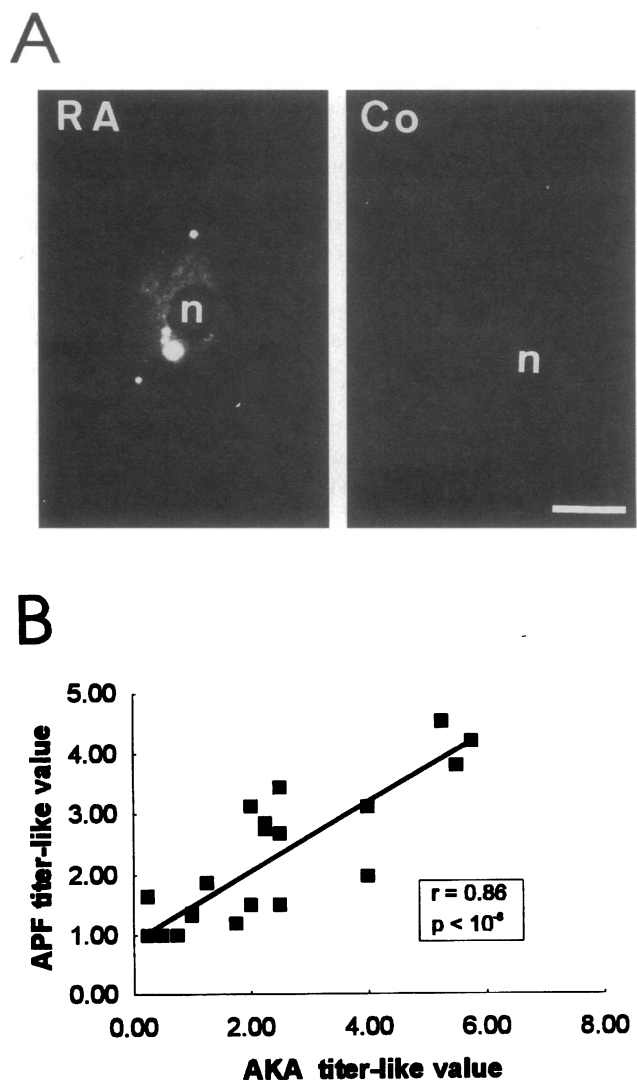 A
RA
Co
n
n
B
5.00
4.00
3.00
2.00
1.00
0.00
APF titer-like value
r = 0.86
p < 10⁻⁶
0.00 2.00 4.00 6.00 8.00
AKA titer-like value